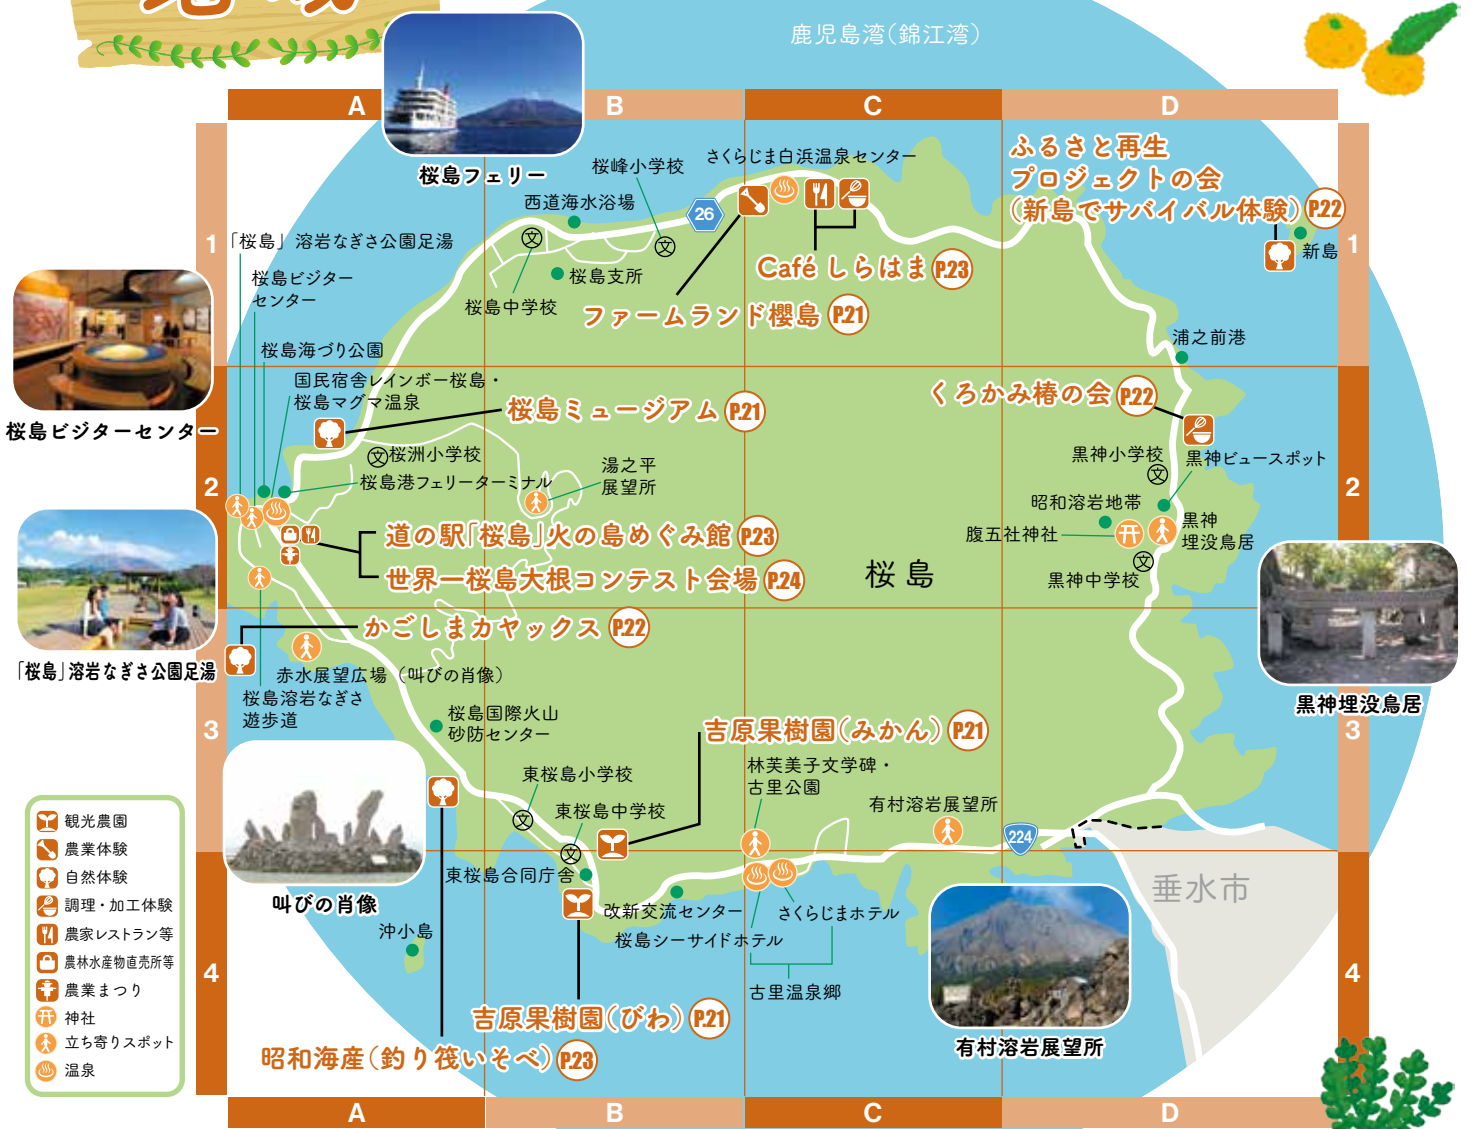 地域
鹿児島湾(錦江湾)
A
B
C
D
桜島フェリー
桜峰小学校
さくらじま白浜温泉センター
ふるさと再生
プロジェクトの会
(新島でサバイバル体験) P.22
西道海水浴場
26
1
「桜島」溶岩なぎさ公園足湯
1
新島
桜島ビジター
センター
桜島支所
Café しらはま P.23
桜島中学校
ファームランド櫻島 P.21
浦之前港
桜島海づり公園
国民宿舎レインボー桜島・
桜島マグマ温泉
桜島ミュージアム P.21
くろかみ椿の会 P.22
桜島ビジターセンター
文 桜洲小学校
湯之平
展望所
黒神小学校
黒神ビュースポット
2
桜島港フェリーターミナル
2
昭和溶岩地帯
腹五社神社
黒神
埋没鳥居
道の駅「桜島」火の島めぐみ館 P.23
世界一桜島大根コンテスト会場 P.24
桜島
黒神中学校
かごしまカヤックス P.22
「桜島」溶岩なぎさ公園足湯
赤水展望広場(叫びの肖像)
桜島溶岩なぎさ
遊歩道
黒神埋没鳥居
3
桜島国際火山
砂防センター
吉原果樹園(みかん) P.21
3
東桜島小学校
林芙美子文学碑・
古里公園
東桜島中学校
有村溶岩展望所
224
観光農園
農業体験
自然体験
調理・加工体験
農家レストラン等
農林水産物直売所等
農業まつり
神社
立ち寄りスポット
温泉
東桜島合同庁舎
叫びの肖像
改新交流センター
さくらじまホテル
垂水市
沖小島
桜島シーサイドホテル
4
古里温泉郷
4
吉原果樹園(びわ) P.21
昭和海産(釣り筏いそべ) P.23
有村溶岩展望所
A
B
C
D